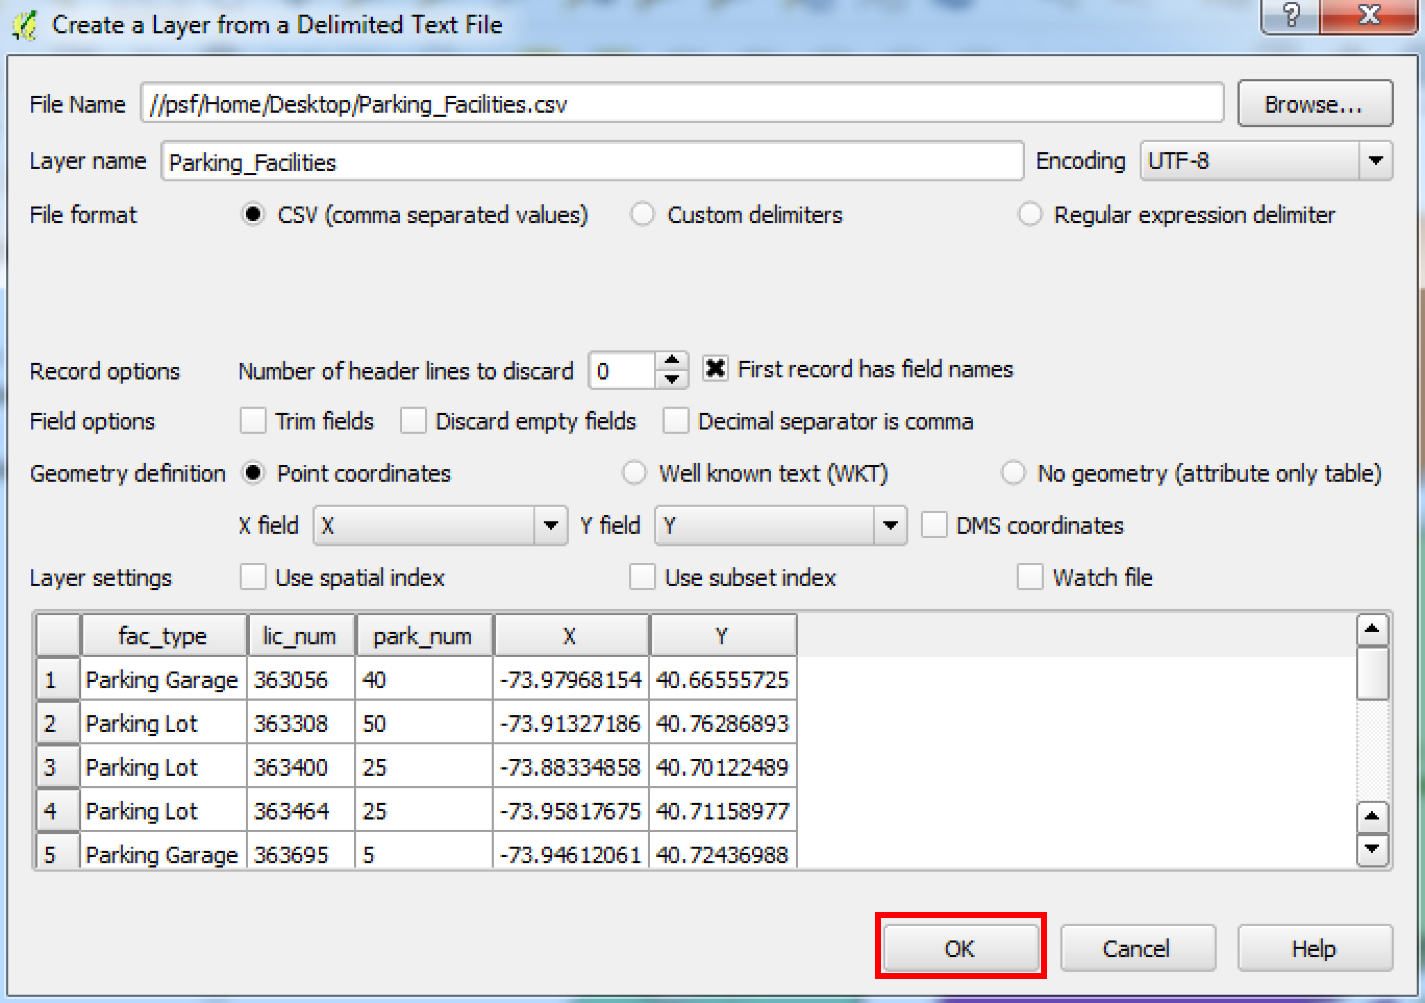 Create a Layer from a Delimited Text File ? X
File Name //psf/Home/Desktop/Parking_Facilities.csv Browse...
Layer name Parking_Facilities Encoding UTF-8
File format CSV (comma separated values) Custom delimiters Regular expression delimiter
Record options Number of header lines to discard 0 First record has field names
Field options Trim fields Discard empty fields Decimal separator is comma
Geometry definition Point coordinates Well known text (WKT) No geometry (attribute only table)
X field X Y field Y DMS coordinates
Layer settings Use spatial index Use subset index Watch file
fac_type lic_num park_num X Y
1 Parking Garage 363056 40 -73.97968154 40.66555725
2 Parking Lot 363308 50 -73.91327186 40.76286893
3 Parking Lot 363400 25 -73.88334858 40.70122489
4 Parking Lot 363464 25 -73.95817675 40.71158977
5 Parking Garage 363695 5 -73.94612061 40.72436988
OK Cancel Help